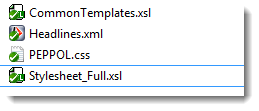 CommonTemplates.xsl
Headlines.xml
PEPPOL.css
Stylesheet_Full.xsl